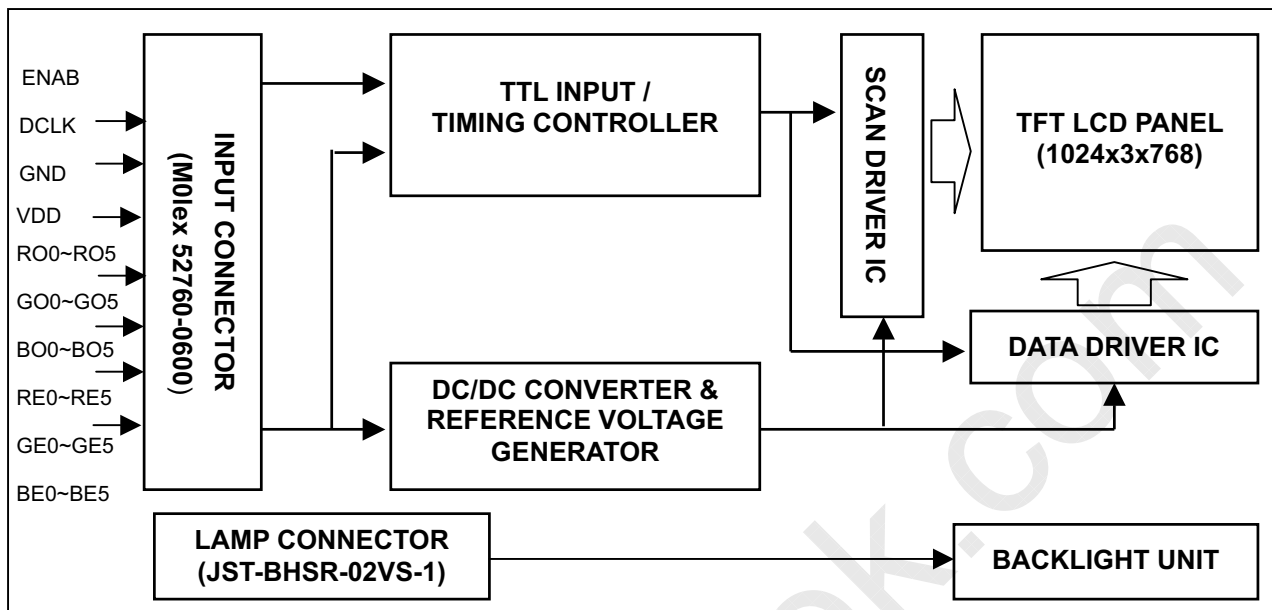 ENAB
DCLK
GND
VDD
RO0~RO5
GO0~GO5
BO0~BO5
RE0~RE5
GE0~GE5
BE0~BE5
INPUT CONNECTOR
(M0lex 52760-0600)
TTL INPUT /
TIMING CONTROLLER
SCAN DRIVER IC
TFT LCD PANEL
(1024x3x768)
DATA DRIVER IC
DC/DC CONVERTER &
REFERENCE VOLTAGE
GENERATOR
LAMP CONNECTOR
(JST-BHSR-02VS-1)
BACKLIGHT UNIT
ek.com